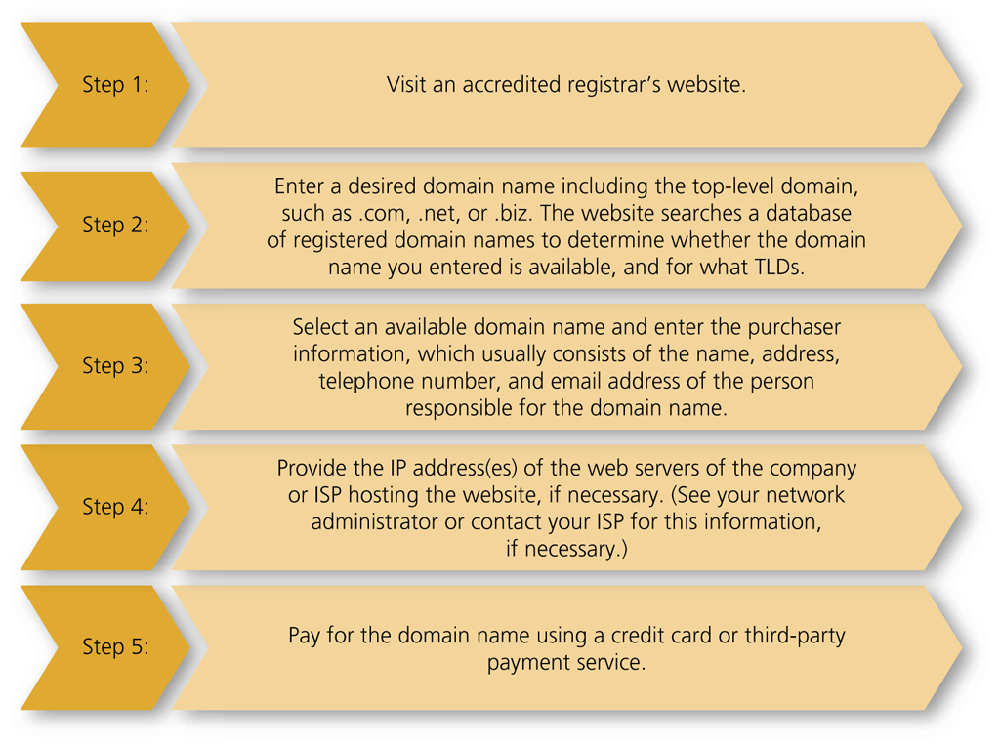 Step 1:
Visit an accredited registrar’s website.
Step 2:
Enter a desired domain name including the top-level domain,
such as .com, .net, or .biz. The website searches a database
of registered domain names to determine whether the domain
name you entered is available, and for what TLDs.
Step 3:
Select an available domain name and enter the purchaser
information, which usually consists of the name, address,
telephone number, and email address of the person
responsible for the domain name.
Step 4:
Provide the IP address(es) of the web servers of the company
or ISP hosting the website, if necessary. (See your network
administrator or contact your ISP for this information,
if necessary.)
Step 5:
Pay for the domain name using a credit card or third-party
payment service.